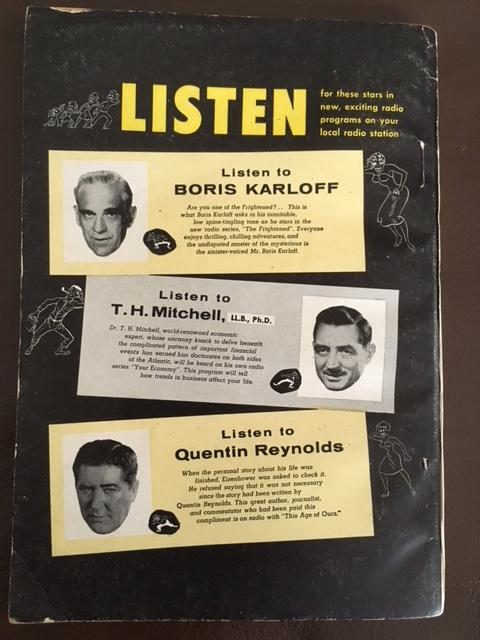 LISTEN
for these stars in
new, exciting radio
programs on your
local radio station
Listen to
BORIS KARLOFF
Are you one of the Frightened? . . This is
what Boris Karloff asks in his inimitable,
low spine-tingling tone as he stars in the
new radio series, "The Frightened". Everyone
enjoys thrilling, chilling adventures, and
the undisputed master of the mysterious is
the sinister-voiced Mr. Boris Karloff.
Listen to
T. H. Mitchell, LL.B., Ph.D.
Dr. T. H. Mitchell, world-renowned economic
expert, whose uncanny knack to delve beneath
the complicated pattern of important financial
events has earned him doctorates on both sides
of the Atlantic, will be heard on his own radio
series "Your Economy". This program will tell
how trends in business affect your life.
Listen to
Quentin Reynolds
When the personal story about his life was
finished, Eisenhower was asked to check it.
He refused saying that it was not necessary
since the story had been written by
Quentin Reynolds. This great author, journalist,
and commentator who had been paid this
compliment is on radio with "This Age of Ours."